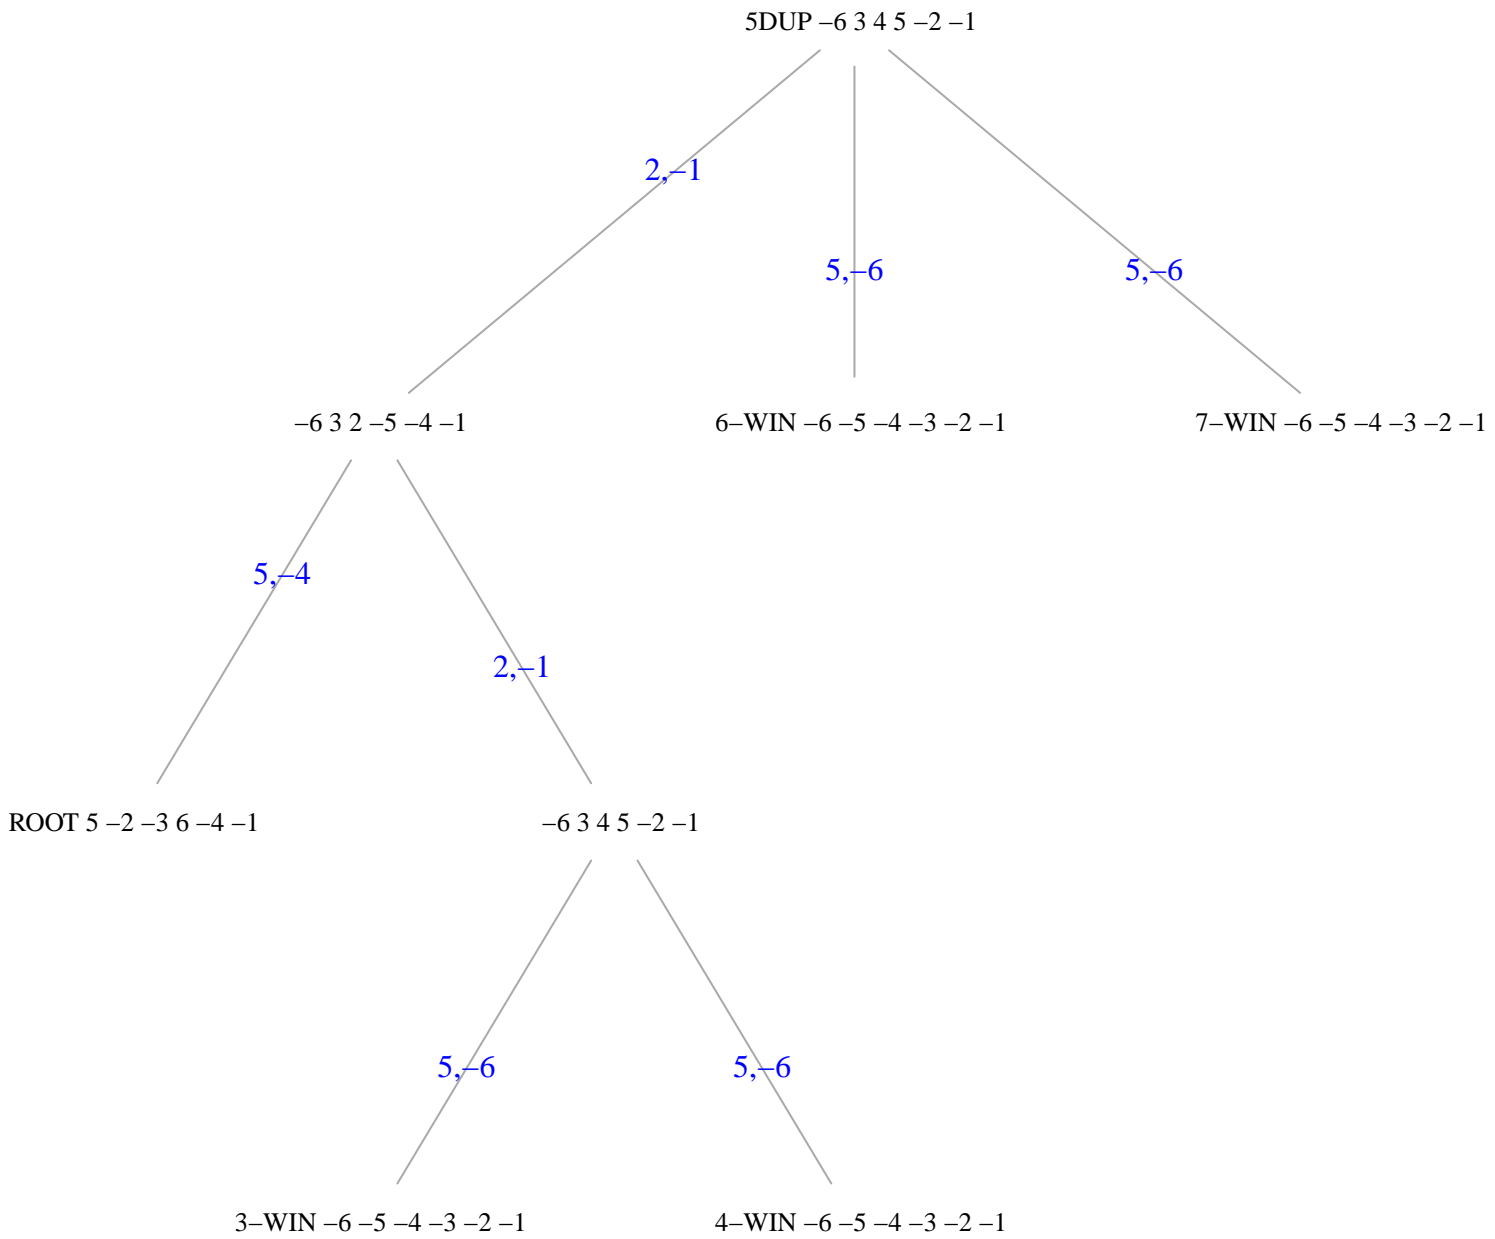 5DUP –6 3 4 5 –2 –1
2,–1
5,–6
5,–6
–6 3 2 –5 –4 –1
6–WIN –6 –5 –4 –3 –2 –1
7–WIN –6 –5 –4 –3 –2 –1
5,–4
2,–1
ROOT 5 –2 –3 6 –4 –1
–6 3 4 5 –2 –1
5,–6
5,–6
3–WIN –6 –5 –4 –3 –2 –1
4–WIN –6 –5 –4 –3 –2 –1